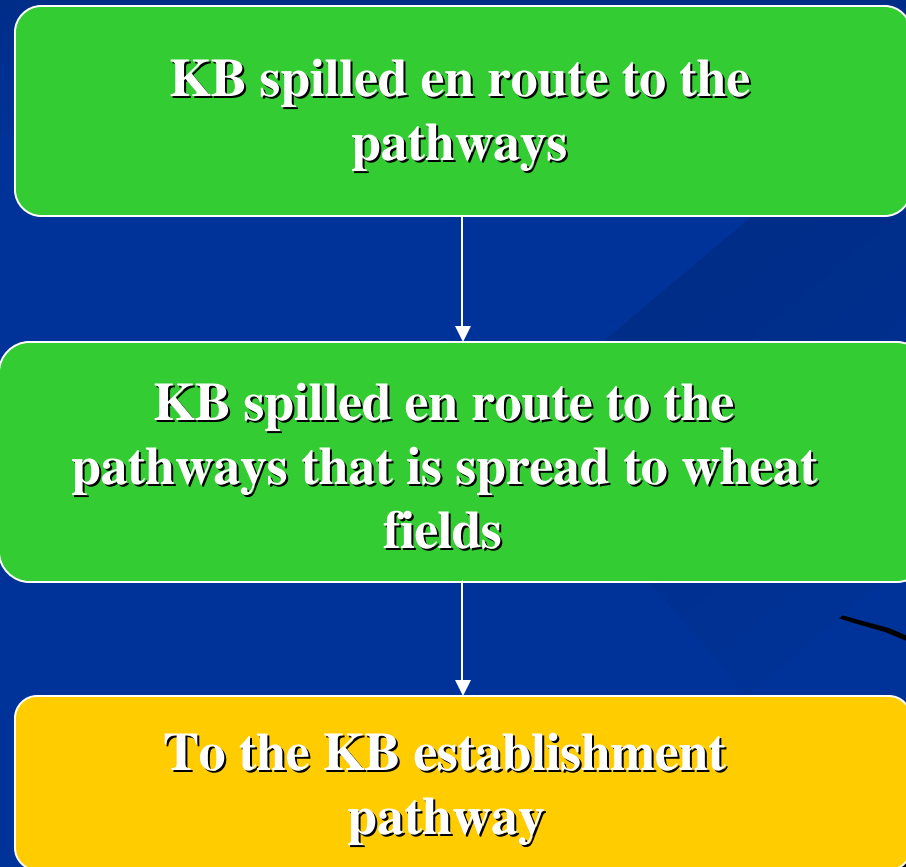 KB spilled en route to the
pathways
KB spilled en route to the
pathways that is spread to wheat
fields
To the KB establishment
pathway